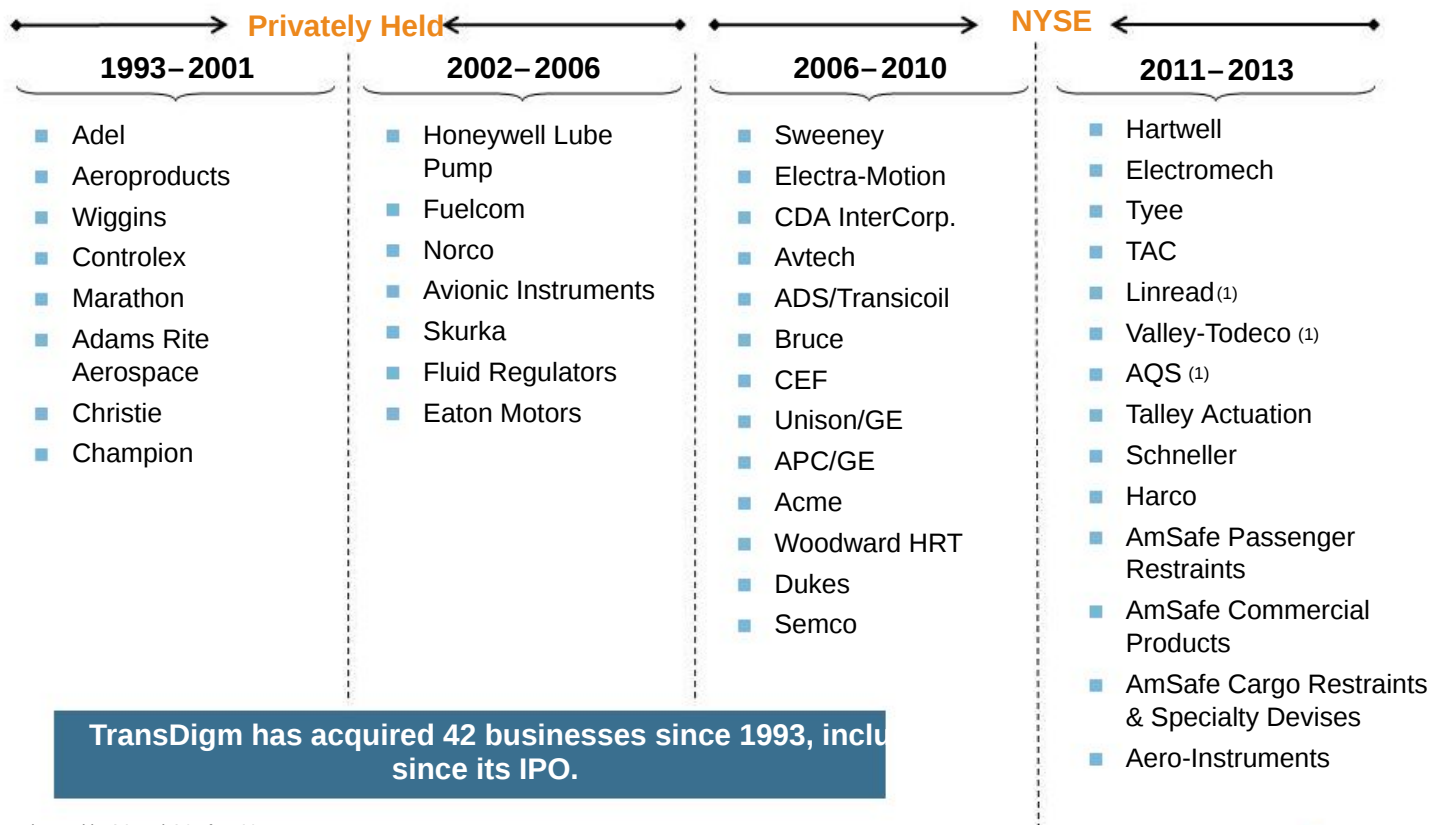 Privately Held
NYSE
1993–2001
2002–2006
2006–2010
2011–2013
Adel
Aeroproducts
Wiggins
Controlex
Marathon
Adams Rite
Aerospace
Christie
Champion
Honeywell Lube
Pump
Fuelcom
Norco
Avionic Instruments
Skurka
Fluid Regulators
Eaton Motors
Sweeney
Electra-Motion
CDA InterCorp.
Avtech
ADS/Transicoil
Bruce
CEF
Unison/GE
APC/GE
Acme
Woodward HRT
Dukes
Semco
Hartwell
Electromech
Tyee
TAC
Linread(1)
Valley-Todeco (1)
AQS (1)
Talley Actuation
Schneller
Harco
AmSafe Passenger
Restraints
AmSafe Commercial
Products
AmSafe Cargo Restraints
& Specialty Devises
Aero-Instruments
TransDigm has acquired 42 businesses since 1993, inclu
since its IPO.